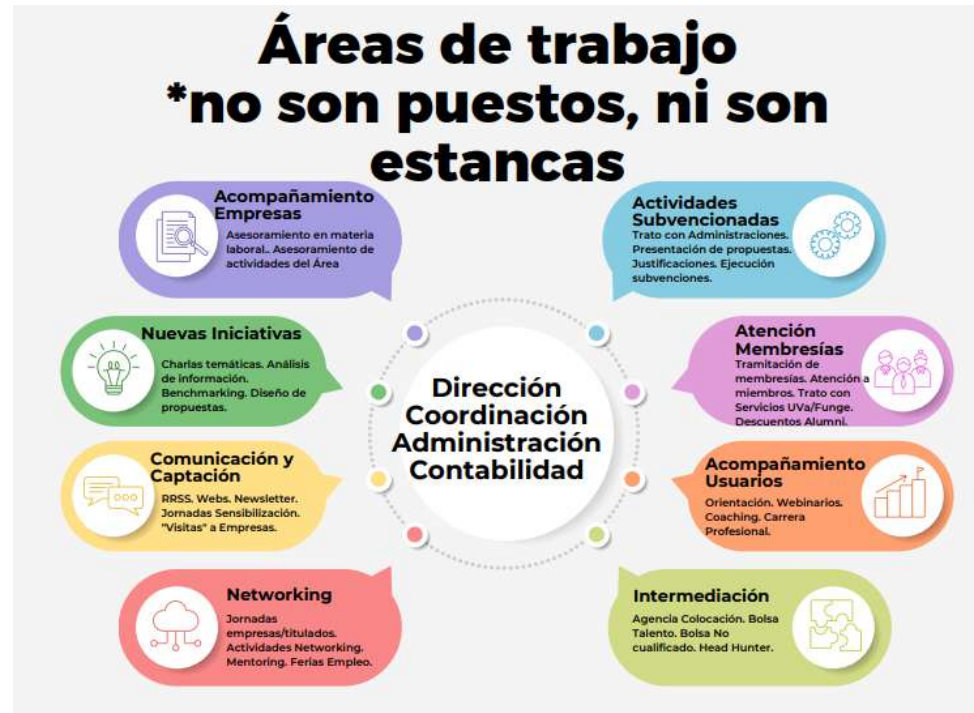 Áreas de trabajo
*no son puestos, ni son
estancas
Acompañamiento
Empresas
Asesoramiento en materia
laboral.. Asesoramiento de
actividades del Área
Actividades
Subvencionadas
Trato con Administraciones.
Presentación de propuestas.
Justificaciones. Ejecución
subvenciones.
Nuevas Iniciativas
Charlas temáticas. Análisis
de información.
Benchmarking. Diseño de
propuestas.
Atención
Membresías
Tramitación de
membresías. Atención a
miembros. Trato con
Servicios UVa/Funge.
Descuentos Alumni.
Dirección
Coordinación
Administración
Contabilidad
Comunicación y
Captación
RRSS. Webs. Newsletter.
Jornadas Sensibilización.
"Visitas" a Empresas.
Acompañamiento
Usuarios
Orientación. Webinarios.
Coaching. Carrera
Profesional.
Networking
Jornadas
empresas/titulados.
Actividades Networking.
Mentoring. Ferias Empleo.
Intermediación
Agencia Colocación. Bolsa
Talento. Bolsa No
cualificado. Head Hunter.